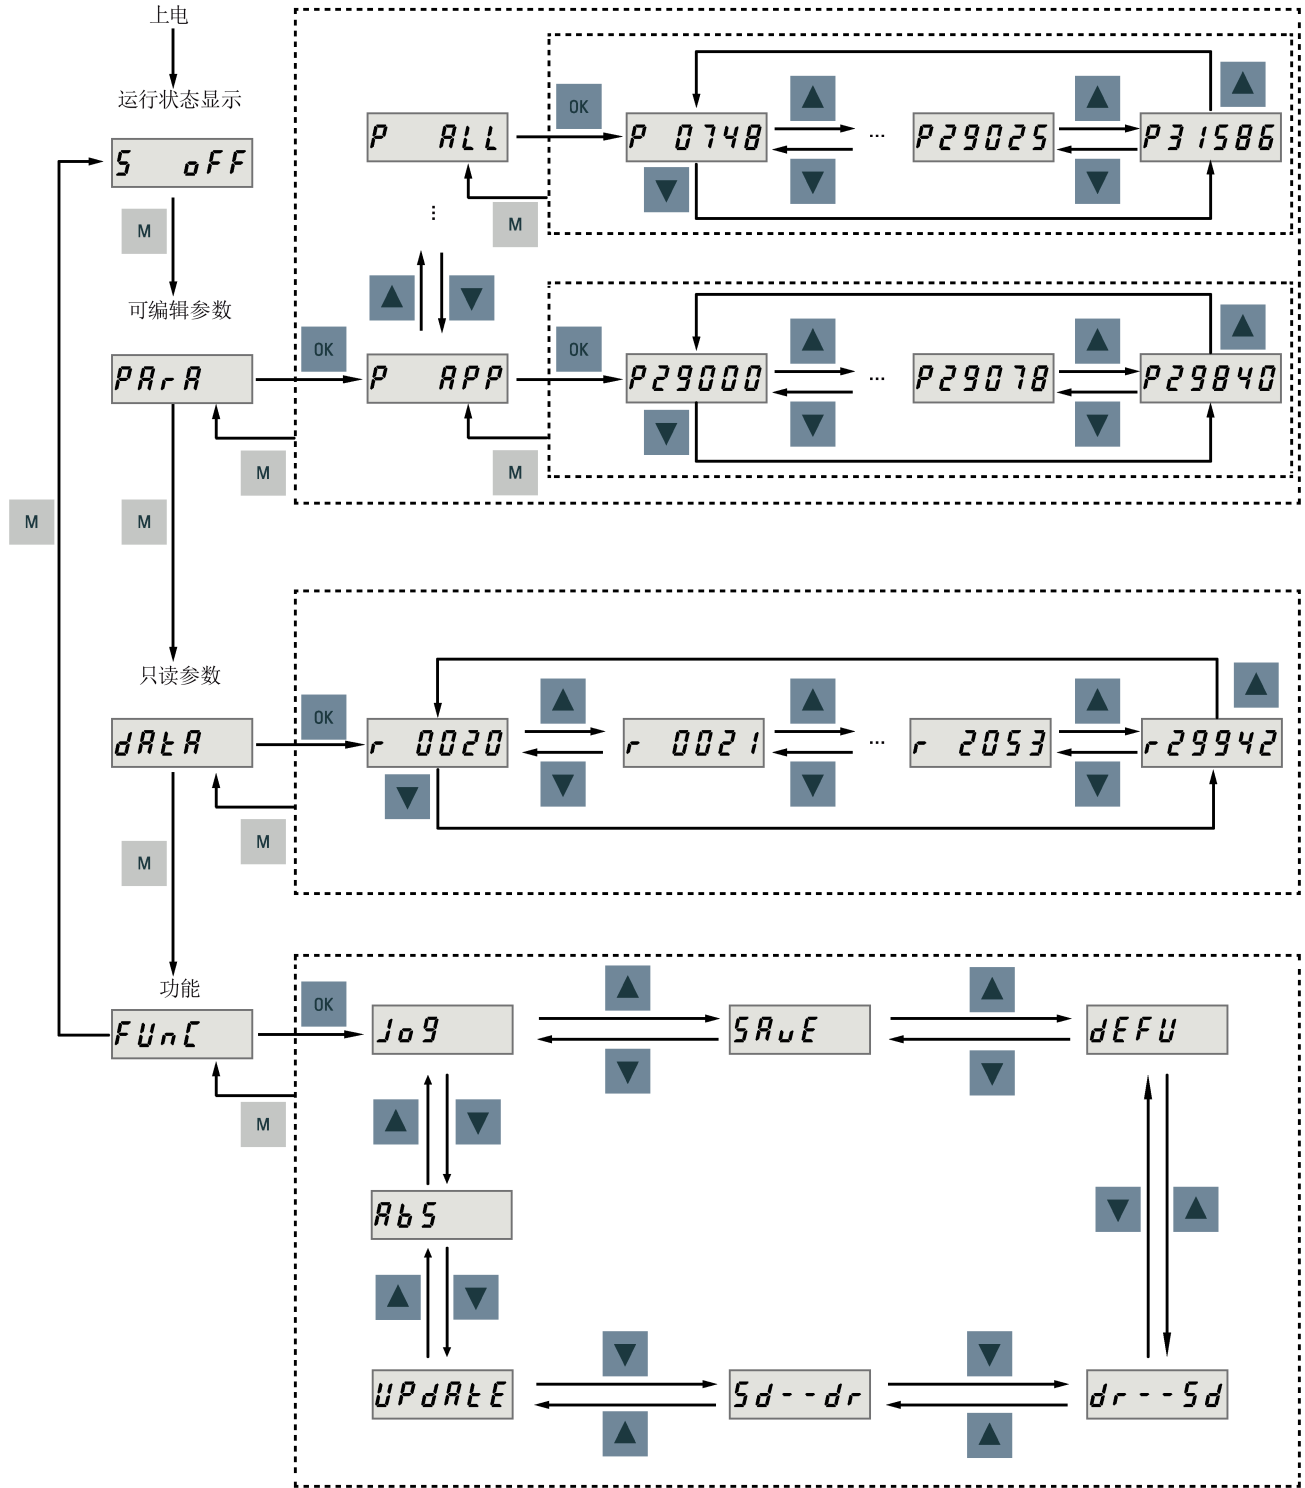 上电
运行状态显示
S oFF
M
可编辑参数
PArA
OK
M
P ALL
OK
P 0748
...
P29025
P31586
M
...
P APP
OK
P29000
...
P29078
P29840
M
M
M
只读参数
dAtA
OK
r 0020
r 0021
...
r 2053
r29942
M
M
功能
FUnC
OK
Jog
SAvE
dEFU
M
AbS
UPdAtE
Sd--dr
dr--Sd